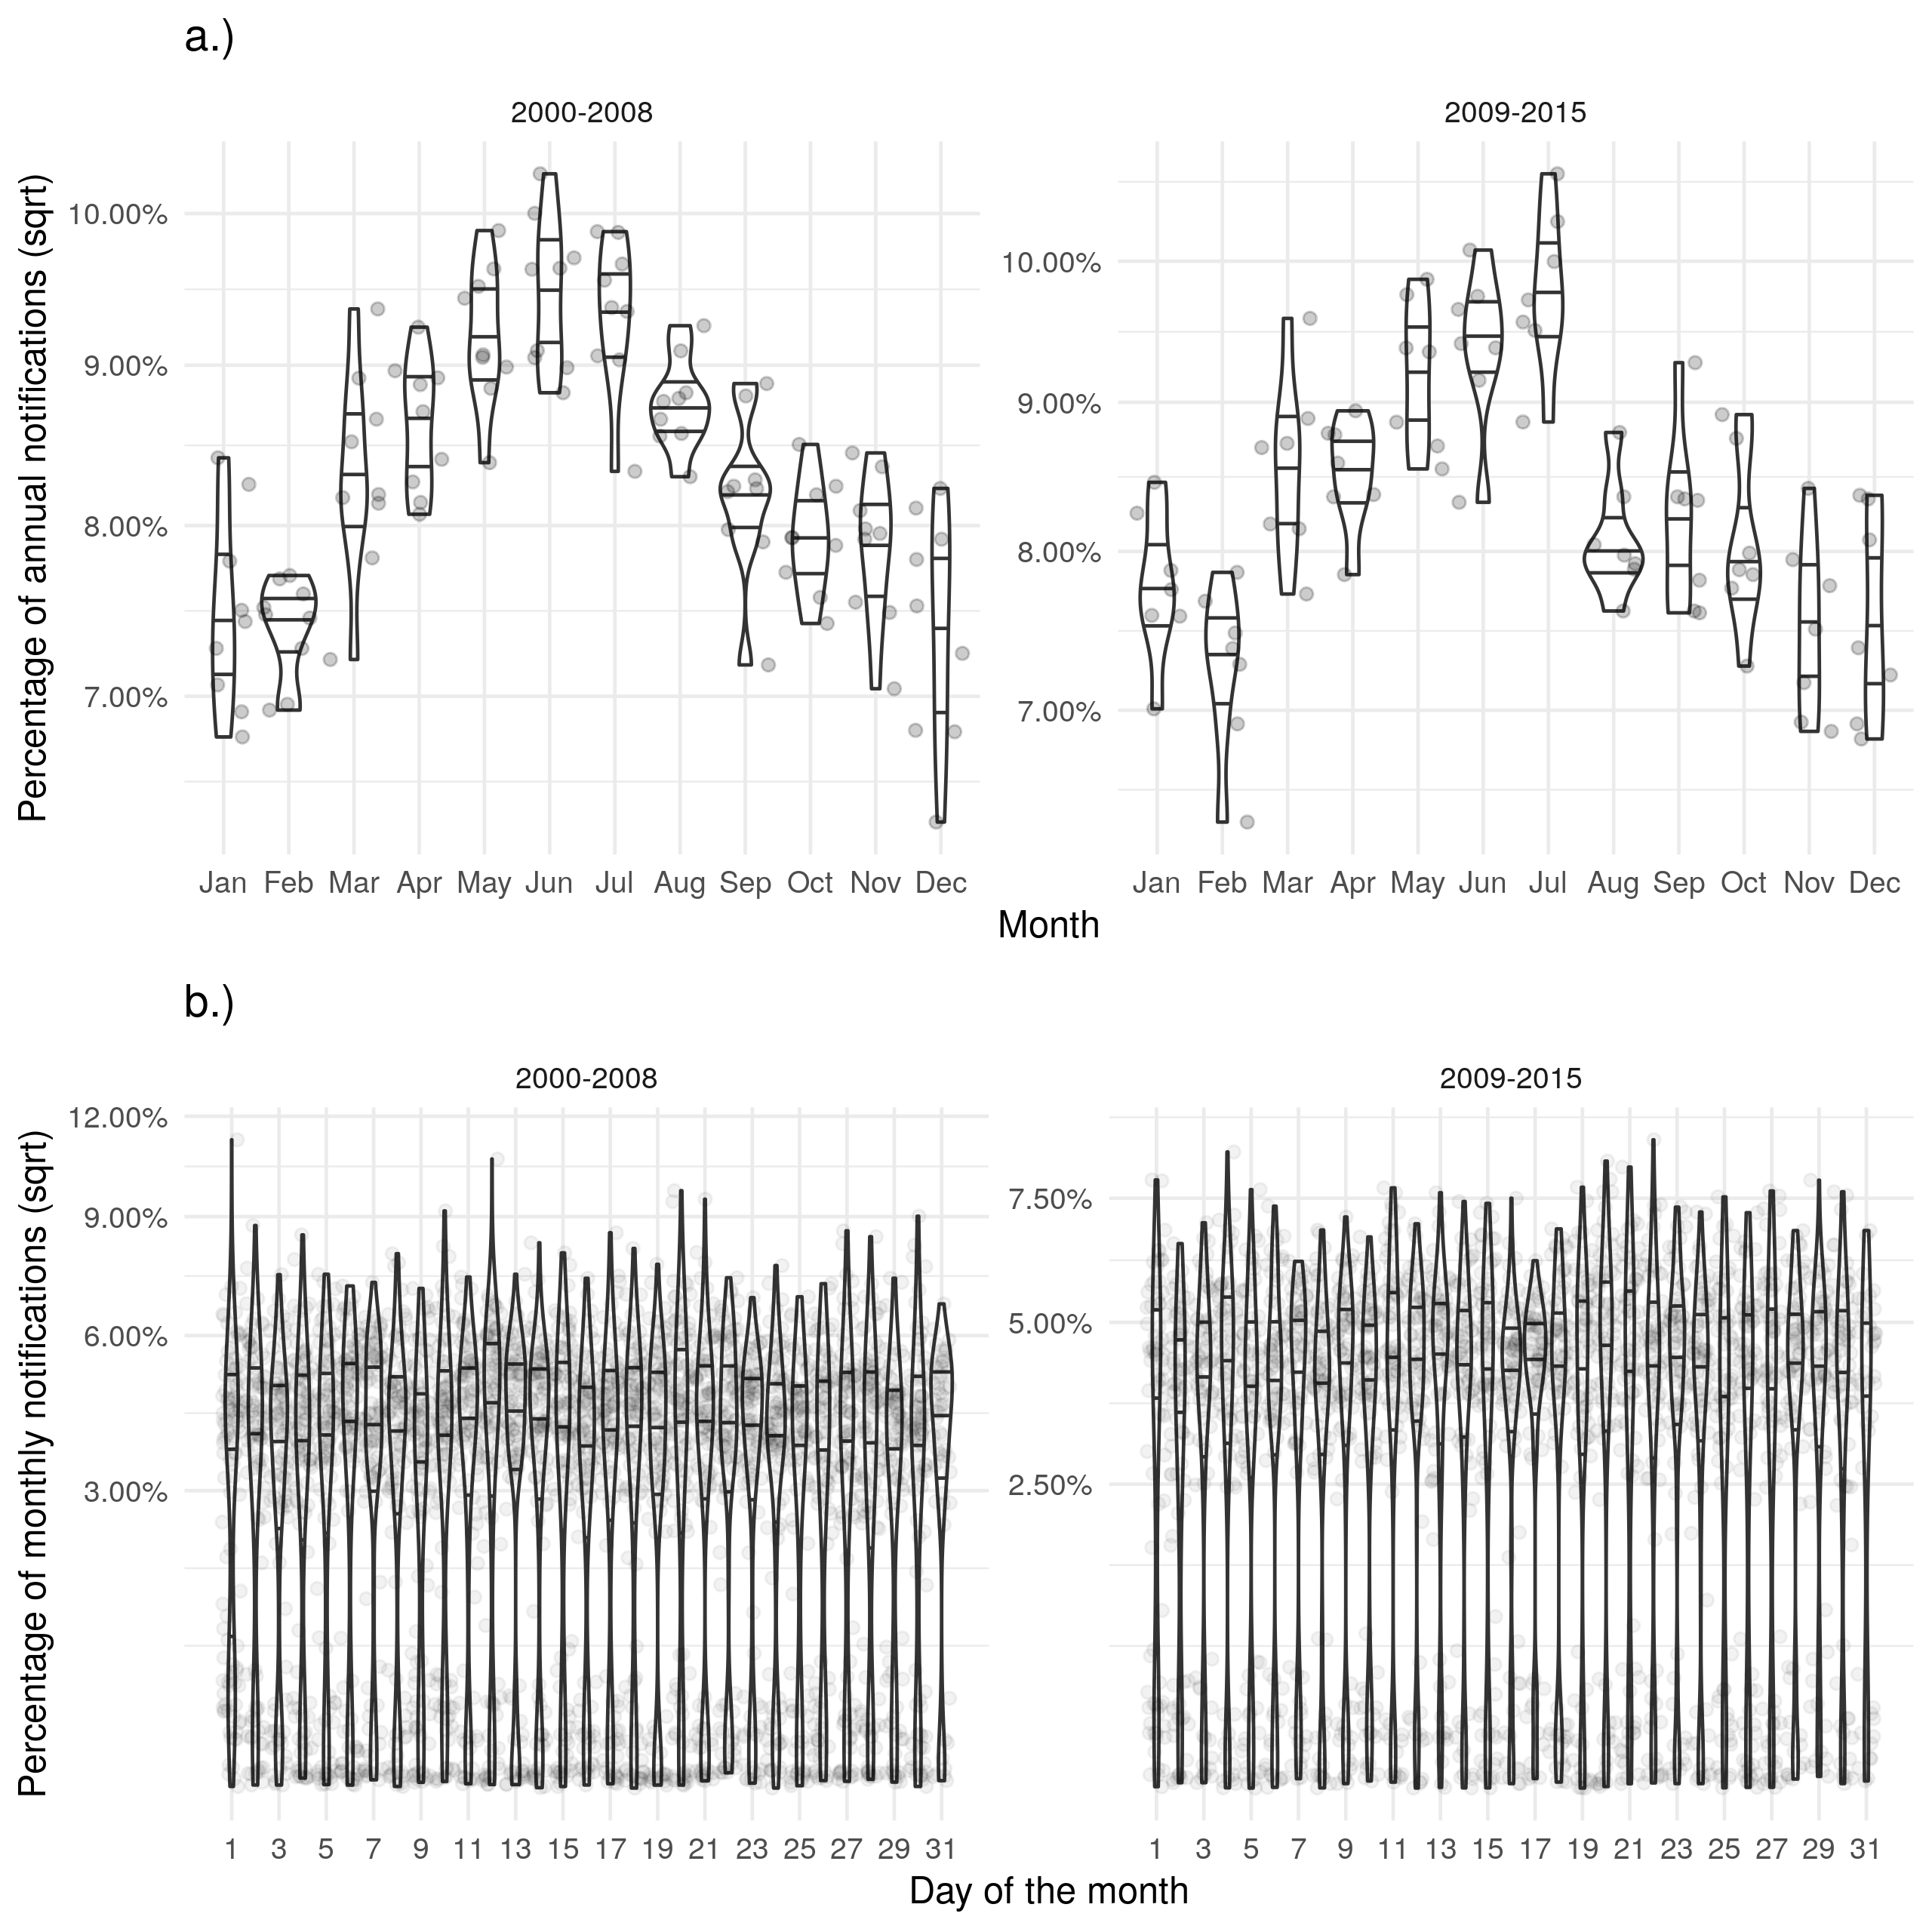 a.)
2000-2008
2009-2015
Percentage of annual notifications (sqrt)
10.00%
9.00%
8.00%
7.00%
10.00%
9.00%
8.00%
7.00%
Jan Feb Mar Apr May Jun Jul Aug Sep Oct Nov Dec
Jan Feb Mar Apr May Jun Jul Aug Sep Oct Nov Dec
Month
b.)
2000-2008
2009-2015
Percentage of monthly notifications (sqrt)
12.00%
9.00%
6.00%
3.00%
7.50%
5.00%
2.50%
1 3 5 7 9 11 13 15 17 19 21 23 25 27 29 31
1 3 5 7 9 11 13 15 17 19 21 23 25 27 29 31
Day of the month